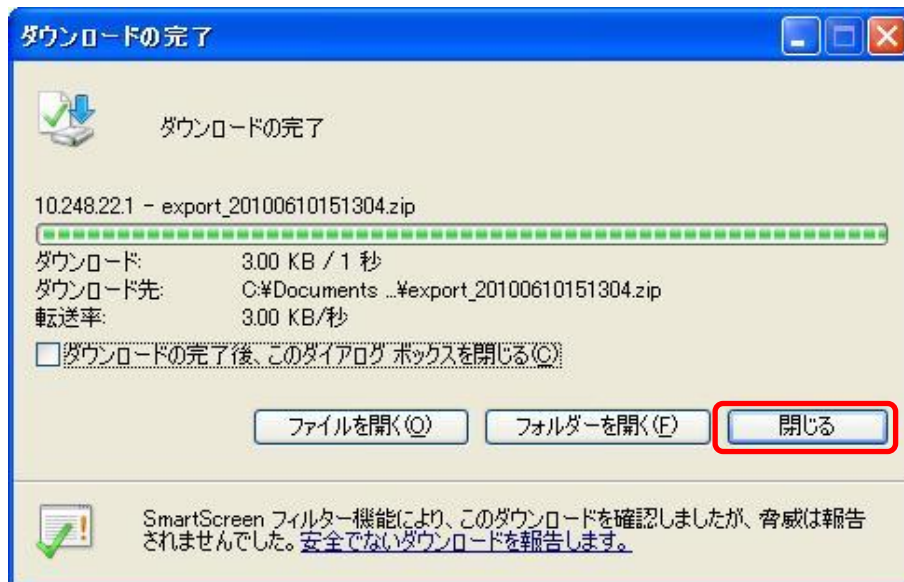 ダウンロードの完了
ダウンロードの完了
10.248.22.1 - export_20100610151304.zip
ダウンロード: 3.00 KB / 1 秒
ダウンロード先: C:¥Documents ...¥export_20100610151304.zip
転送率: 3.00 KB/秒
ダウンロードの完了後、このダイアログ ボックスを閉じる(C)
ファイルを開く(O) フォルダーを開く(F) 閉じる
SmartScreen フィルター機能により、このダウンロードを確認しましたが、脅威は報告
されませんでした。安全でないダウンロードを報告します。